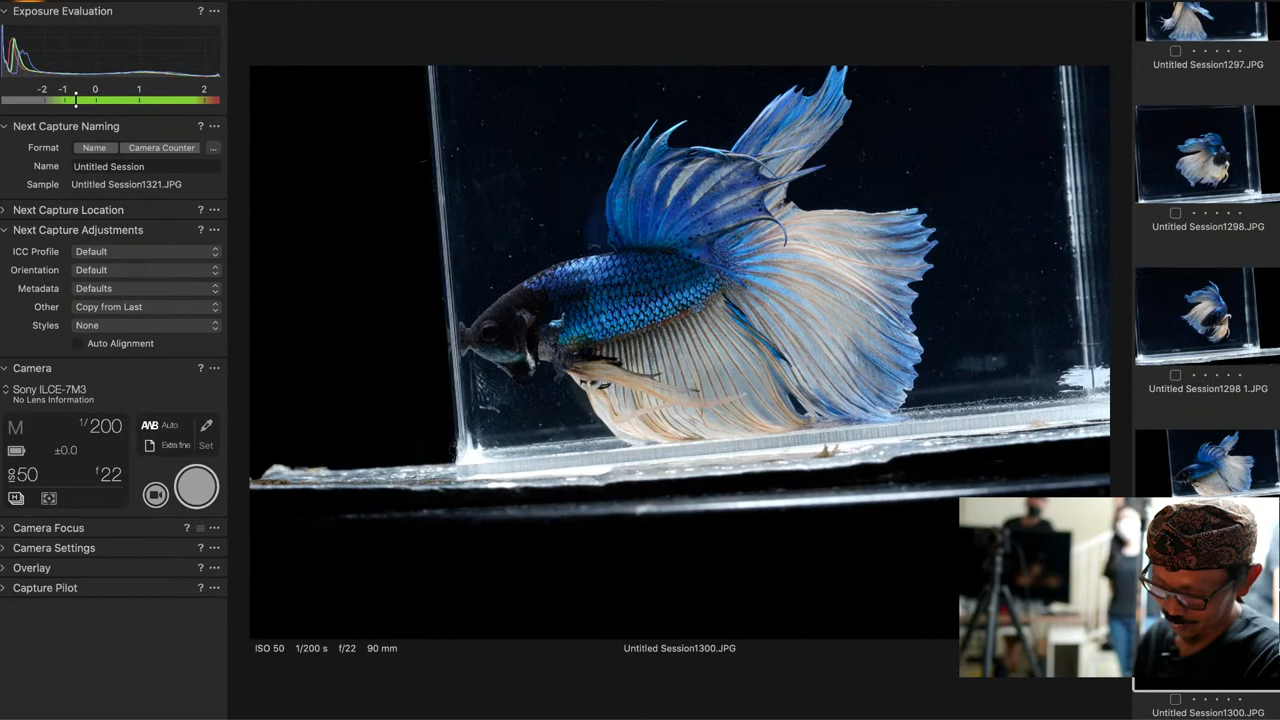 Exposure Evaluation ? ...
-2 -1 0 1 2
Next Capture Naming ? ...
Format Name Camera Counter ...
Name Untitled Session
Sample Untitled Session1321.JPG
Next Capture Location ? ...
Next Capture Adjustments ? ...
ICC Profile Default
Orientation Default
Metadata Defaults
Other Copy from Last
Styles None
Auto Alignment
Camera ? ...
Sony ILCE-7M3
No Lens Information
M 1/200 AWB Auto
±0.0 Extra fine Set
ISO 50 f22
Camera Focus ? ...
Camera Settings ? ...
Overlay ? ...
Capture Pilot ? ...
ISO 50 1/200 s f/22 90 mm
Untitled Session1300.JPG
Untitled Session1297.JPG
Untitled Session1298.JPG
Untitled Session1298 1.JPG
Untitled Session1300.JPG